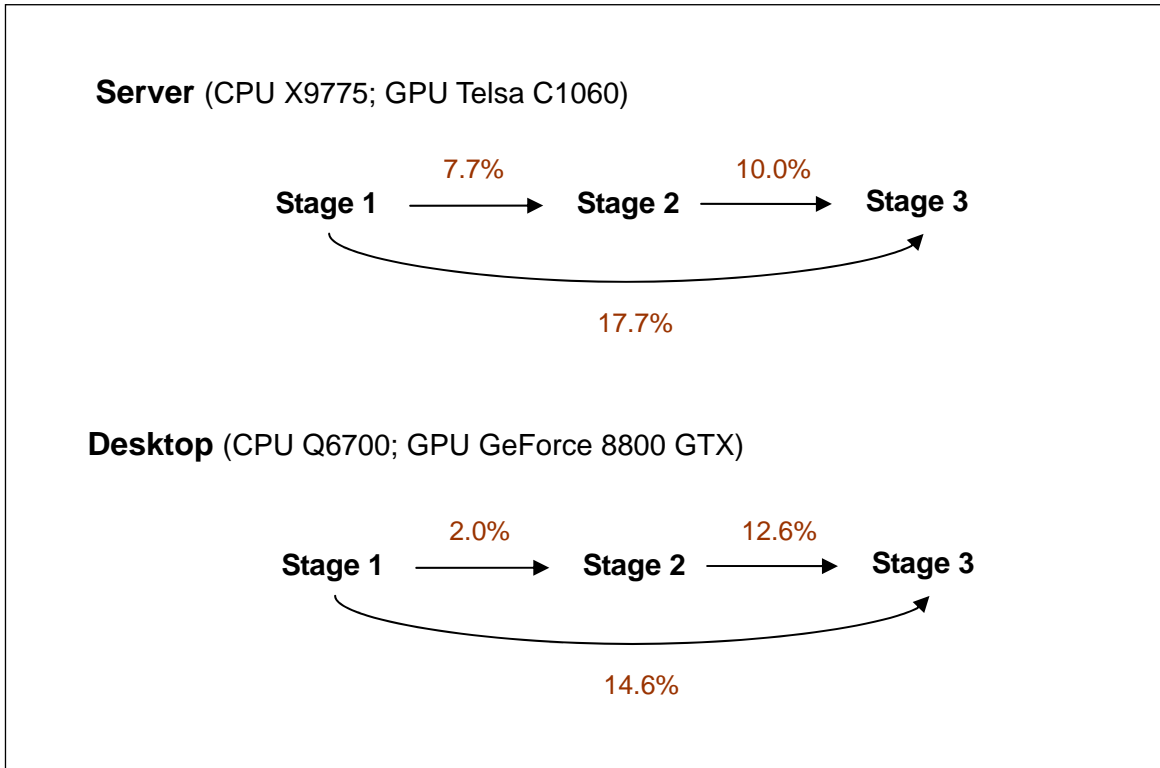 Server (CPU X9775; GPU Telsa C1060)
7.7% 10.0%
Stage 1 Stage 2 Stage 3
17.7%
Desktop (CPU Q6700; GPU GeForce 8800 GTX)
2.0% 12.6%
Stage 1 Stage 2 Stage 3
14.6%